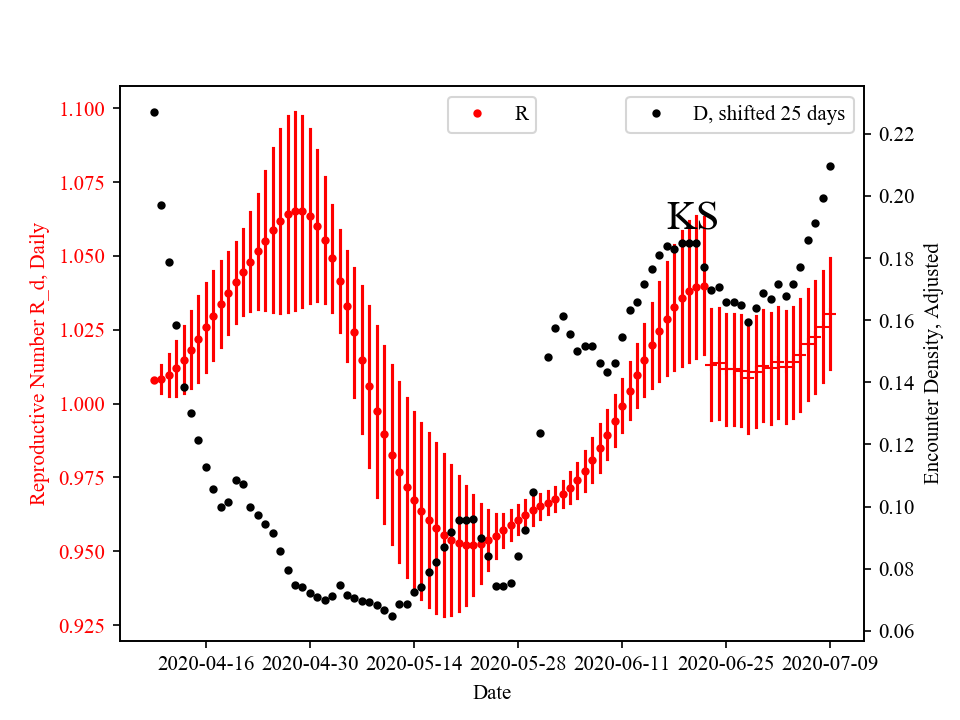 R
D, shifted 25 days
KS
Reproductive Number R_d, Daily
1.100
1.075
1.050
1.025
1.000
0.975
0.950
0.925
0.22
0.20
0.18
0.16
0.14
0.12
0.10
0.08
0.06
Encounter Density, Adjusted
2020-04-16 2020-04-30 2020-05-14 2020-05-28 2020-06-11 2020-06-25 2020-07-09
Date